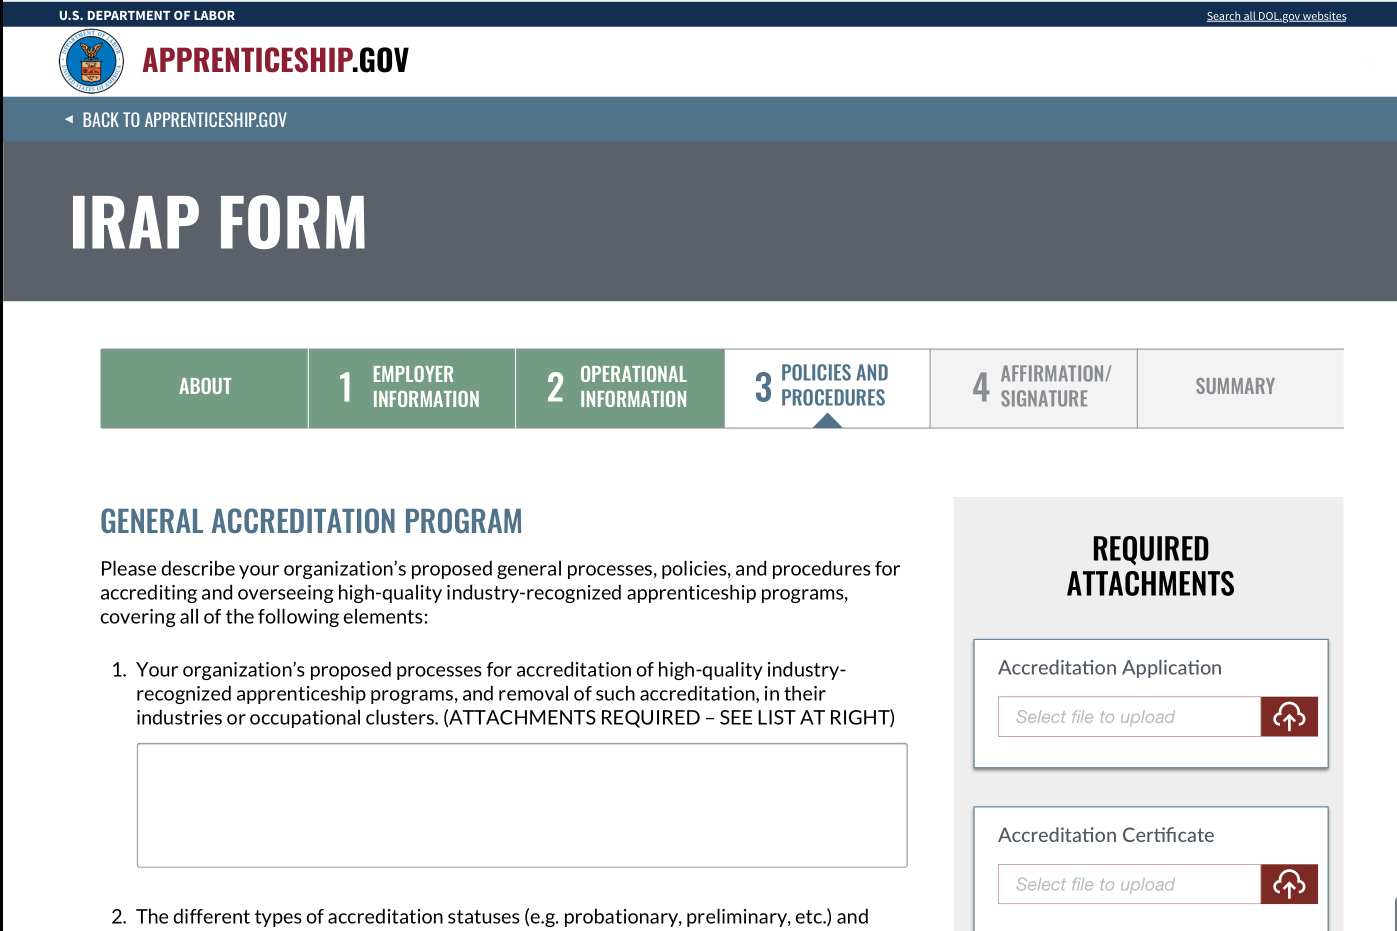 U.S. DEPARTMENT OF LABOR
Search all DOL.gov websites
APPRENTICESHIP.GOV
◄ BACK TO APPRENTICESHIP.GOV
IRAP FORM
ABOUT
1 EMPLOYER
INFORMATION
2 OPERATIONAL
INFORMATION
3 POLICIES AND
PROCEDURES
4 AFFIRMATION/
SIGNATURE
SUMMARY
GENERAL ACCREDITATION PROGRAM
Please describe your organization’s proposed general processes, policies, and procedures for
accrediting and overseeing high-quality industry-recognized apprenticeship programs,
covering all of the following elements:
1. Your organization’s proposed processes for accreditation of high-quality industry-
recognized apprenticeship programs, and removal of such accreditation, in their
industries or occupational clusters. (ATTACHMENTS REQUIRED – SEE LIST AT RIGHT)
2. The different types of accreditation statuses (e.g. probationary, preliminary, etc.) and
REQUIRED
ATTACHMENTS
Accreditation Application
Select file to upload
Accreditation Certificate
Select file to upload